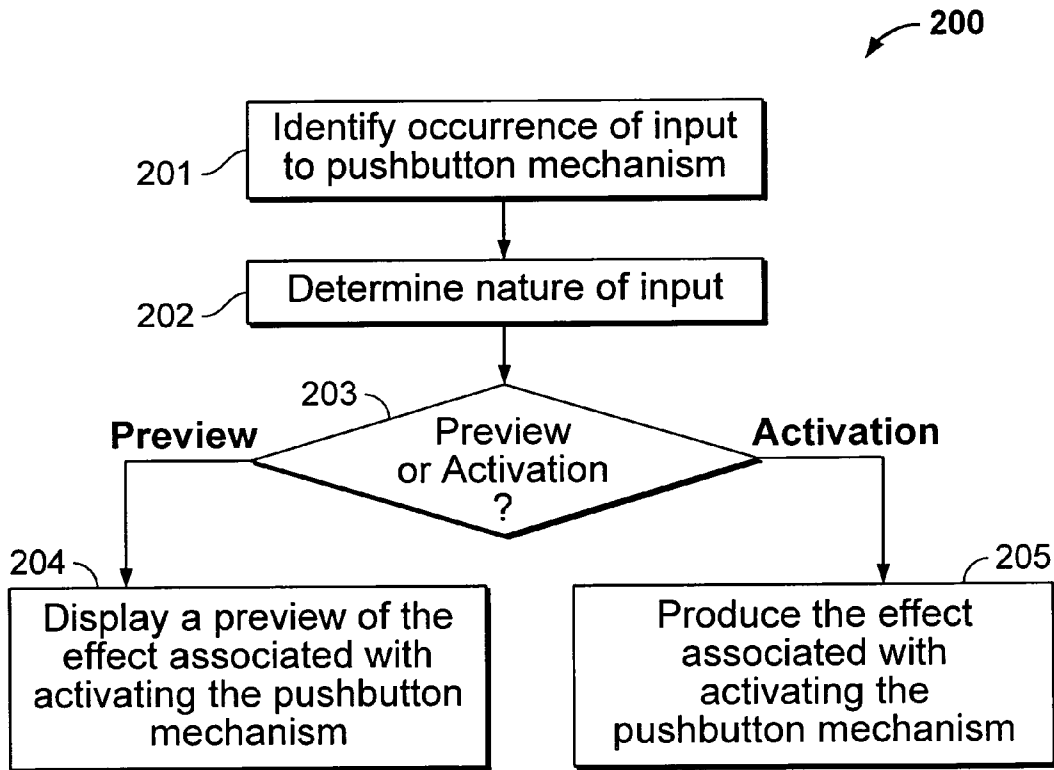 200
Identify occurrence of input
to pushbutton mechanism
201
Determine nature of input
202
203
Preview
Preview
or Activation
?
Activation
204
Display a preview of the
effect associated with
activating the pushbutton
mechanism
205
Produce the effect
associated with
activating the
pushbutton mechanism